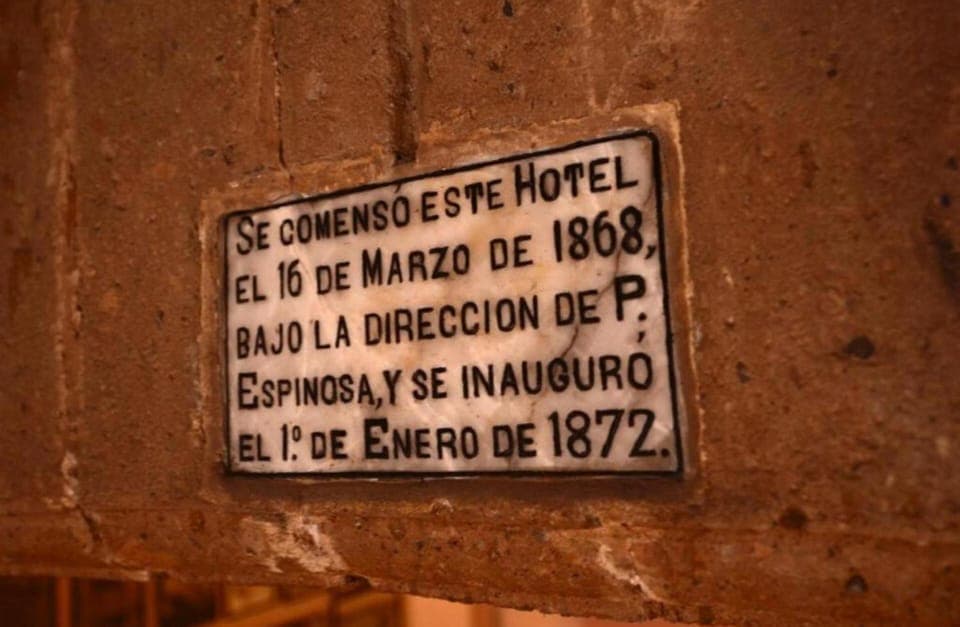 SE COMENSÓ ESTE HOTEL
EL 16 DE MARZO DE 1868,
BAJO LA DIRECCION DE P.;
ESPINOSA, Y SE INAUGURO
EL 1º DE ENERO DE 1872.